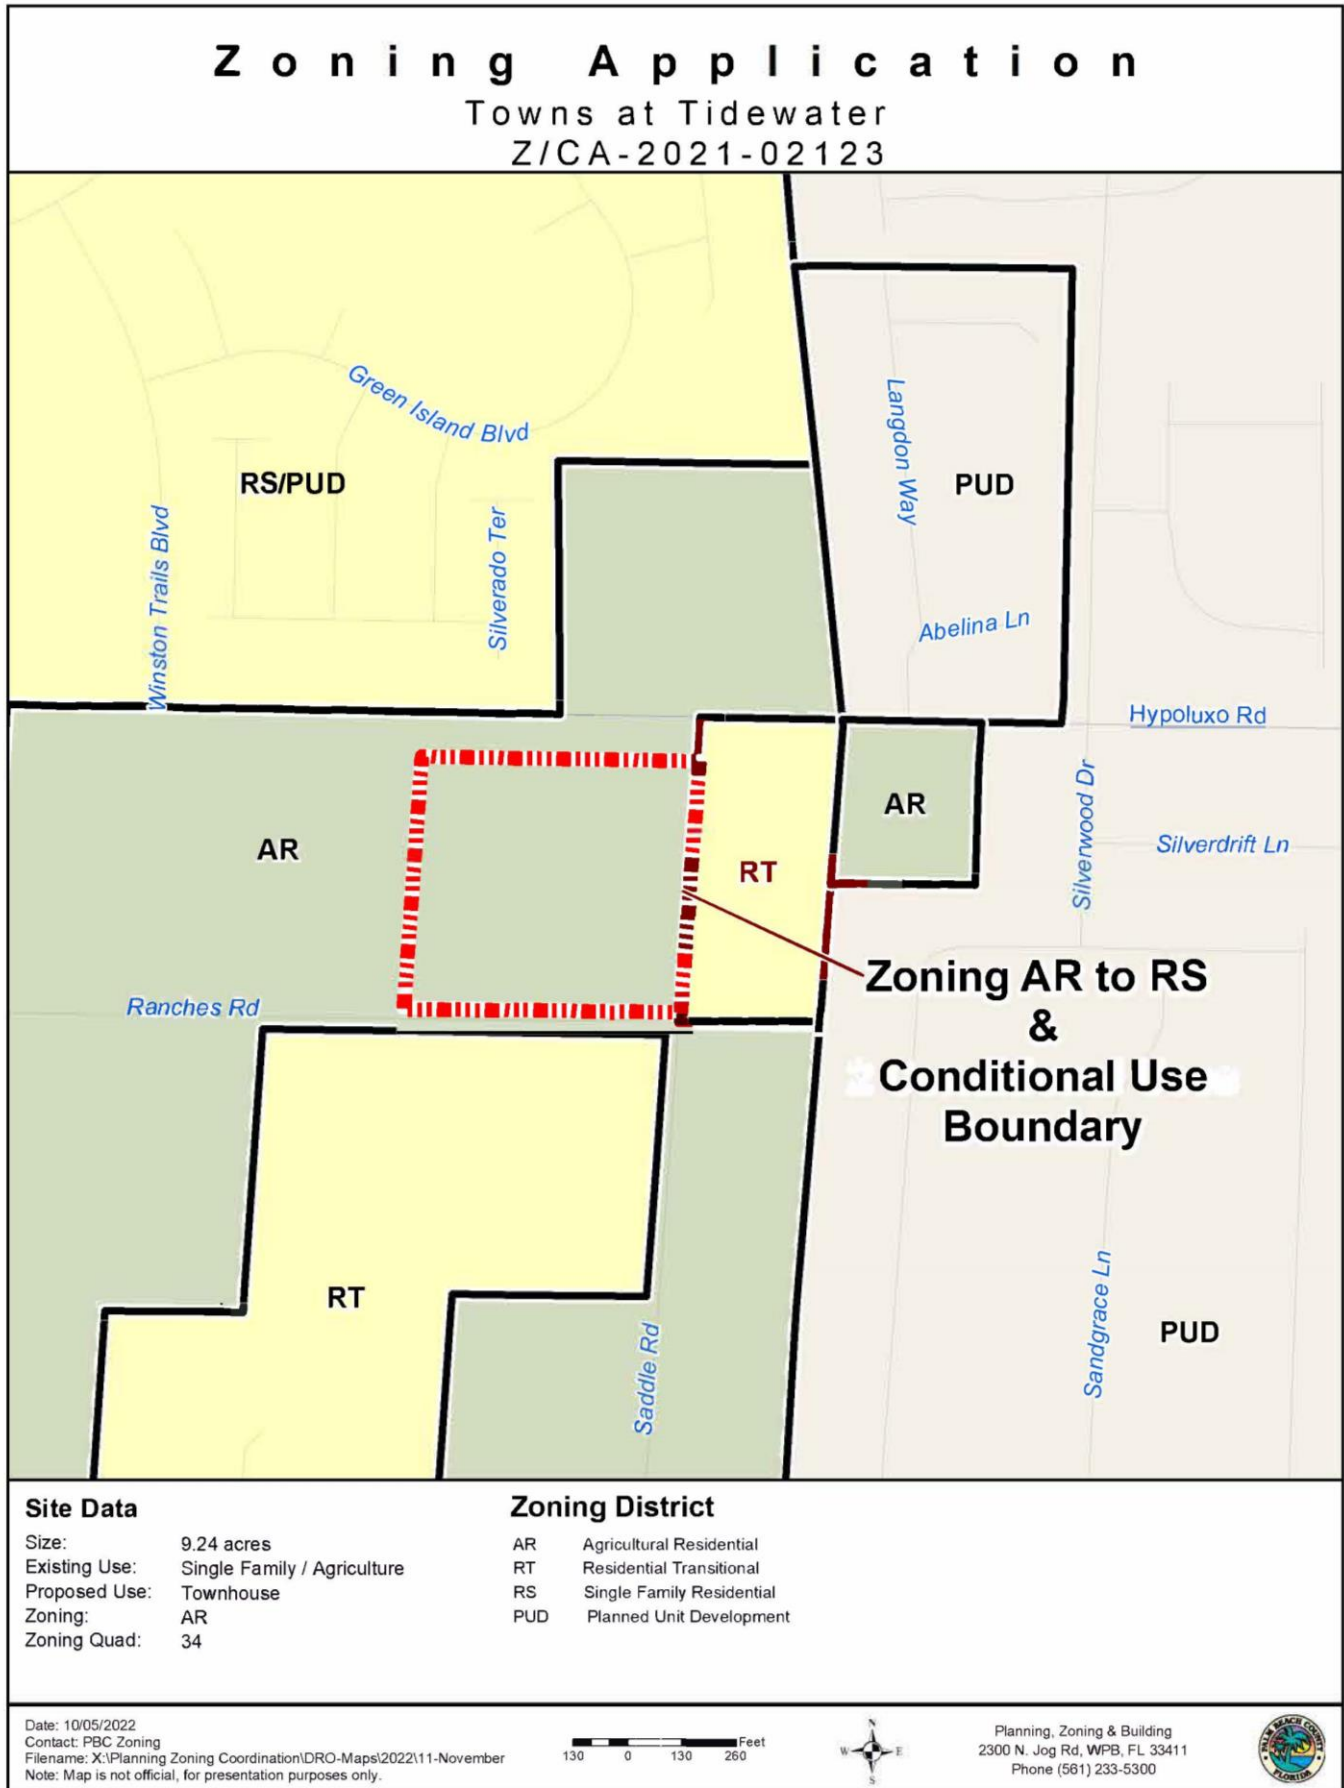 Zoning Application
Towns at Tidewater
Z/CA-2021-02123
Green Island Blvd
Langdon Way
RS/PUD
PUD
Winston Trails Blvd
Silverado Ter
Abelina Ln
Hypoluxo Rd
AR
AR
RT
Silverwood Dr
Silverdrift Ln
Zoning AR to RS
&
Conditional Use
Boundary
Ranches Rd
RT
Saddle Rd
Sandgrace Ln
PUD
Site Data
Size: 9.24 acres
Existing Use: Single Family / Agriculture
Proposed Use: Townhouse
Zoning: AR
Zoning Quad: 34
Zoning District
AR Agricultural Residential
RT Residential Transitional
RS Single Family Residential
PUD Planned Unit Development
Date: 10/05/2022
Contact: PBC Zoning
Filename: X:\Planning Zoning Coordination\DRO-Maps\2022\11-November
Note: Map is not official, for presentation purposes only.
Feet
130 0 130 260
N
W E
S
Planning, Zoning & Building
2300 N. Jog Rd, WPB, FL 33411
Phone (561) 233-5300
PALM BEACH COUNTY
FLORIDA